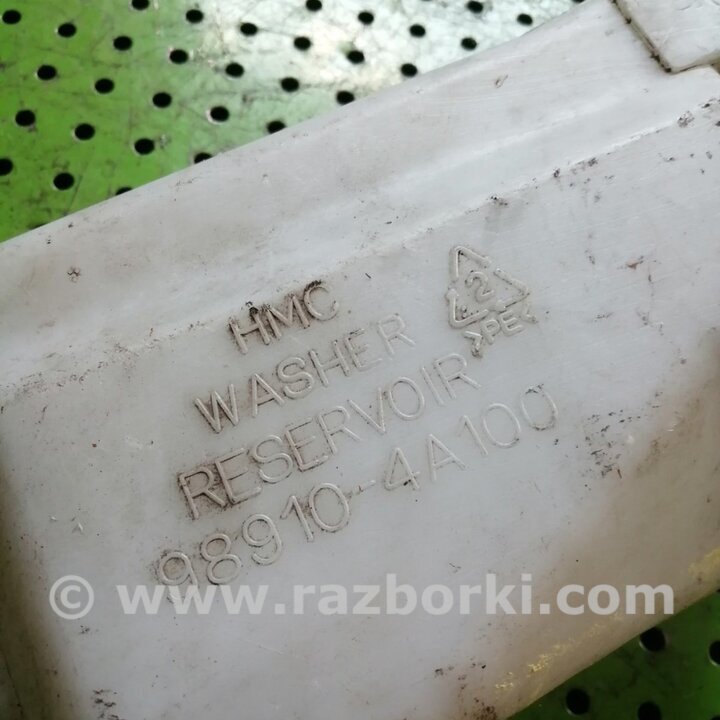 HMC
WASHER
RESERVOIR
98910-4A100
2
>PE<
© www.razborki.com